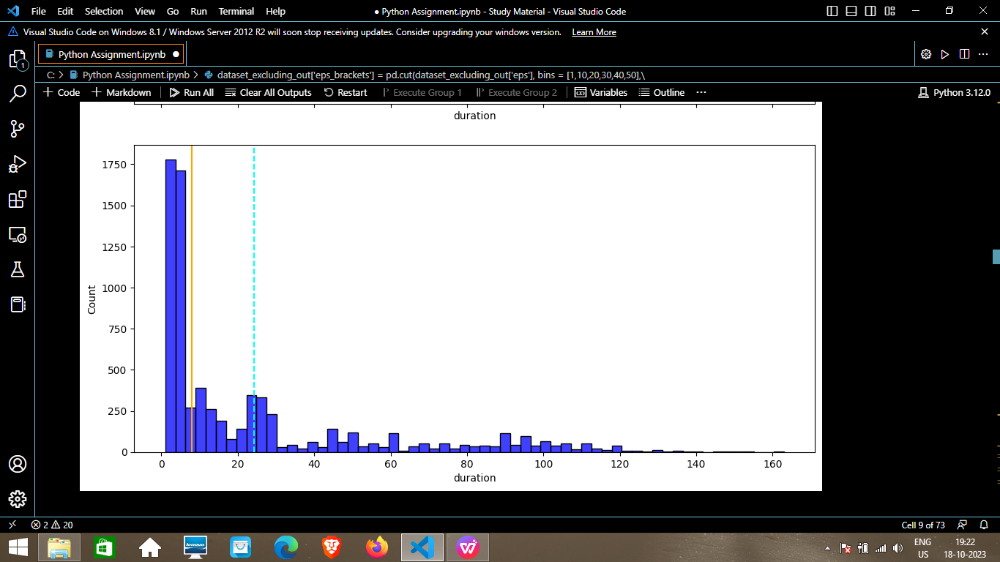 File Edit Selection View Go Run Terminal Help ● Python Assignment.ipynb - Study Material - Visual Studio Code
Visual Studio Code on Windows 8.1 / Windows Server 2012 R2 will soon stop receiving updates. Consider upgrading your windows version. Learn More
1
Python Assignment.ipynb ●
C: > Python Assignment.ipynb > dataset_excluding_out['eps_brackets'] = pd.cut(dataset_excluding_out['eps'], bins = [1,10,20,30,40,50],\
+ Code + Markdown Run All Clear All Outputs Restart Execute Group 1 Execute Group 2 Variables Outline ... Python 3.12.0
duration
1750
1500
1250
1000
750
500
250
0
Count
0 20 40 60 80 100 120 140 160
duration
2 20 Cell 9 of 73
lenovo
ENG 19:22
US 18-10-2023